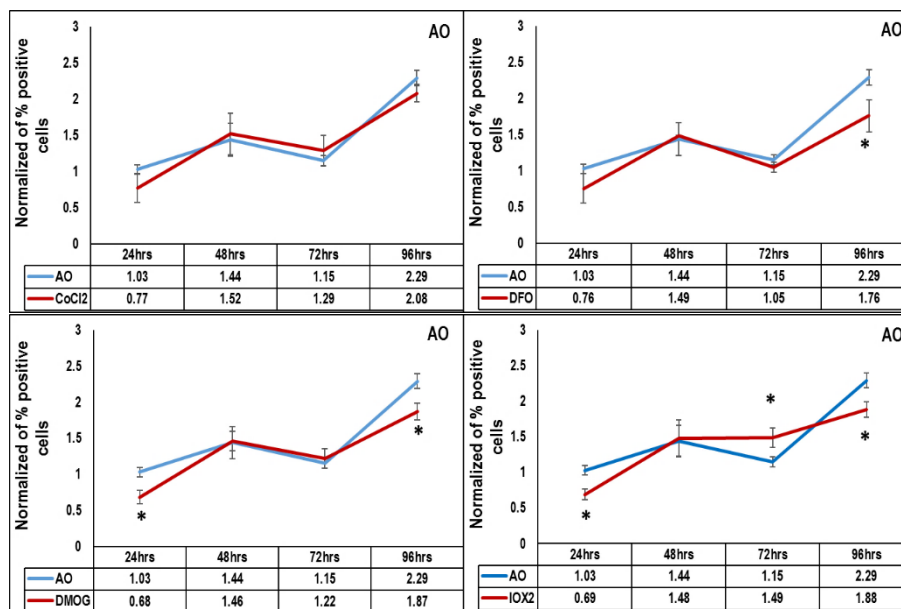 AO
Normalized of % positive
cells
3
2.5
2
1.5
1
0.5
0
24hrs 48hrs 72hrs 96hrs
AO 1.03 1.44 1.15 2.29
CoCl2 0.77 1.52 1.29 2.08
AO
Normalized of % positive
cells
3
2.5
2
1.5
1
0.5
0
*
24hrs 48hrs 72hrs 96hrs
AO 1.03 1.44 1.15 2.29
DFO 0.76 1.49 1.05 1.76
AO
Normalized of % positive
cells
3
2.5
2
1.5
1
0.5
0
* *
24hrs 48hrs 72hrs 96hrs
AO 1.03 1.44 1.15 2.29
DMOG 0.68 1.46 1.22 1.87
AO
Normalized of % positive
cells
3
2.5
2
1.5
1
0.5
0
* * *
24hrs 48hrs 72hrs 96hrs
AO 1.03 1.44 1.15 2.29
IOX2 0.69 1.48 1.49 1.88